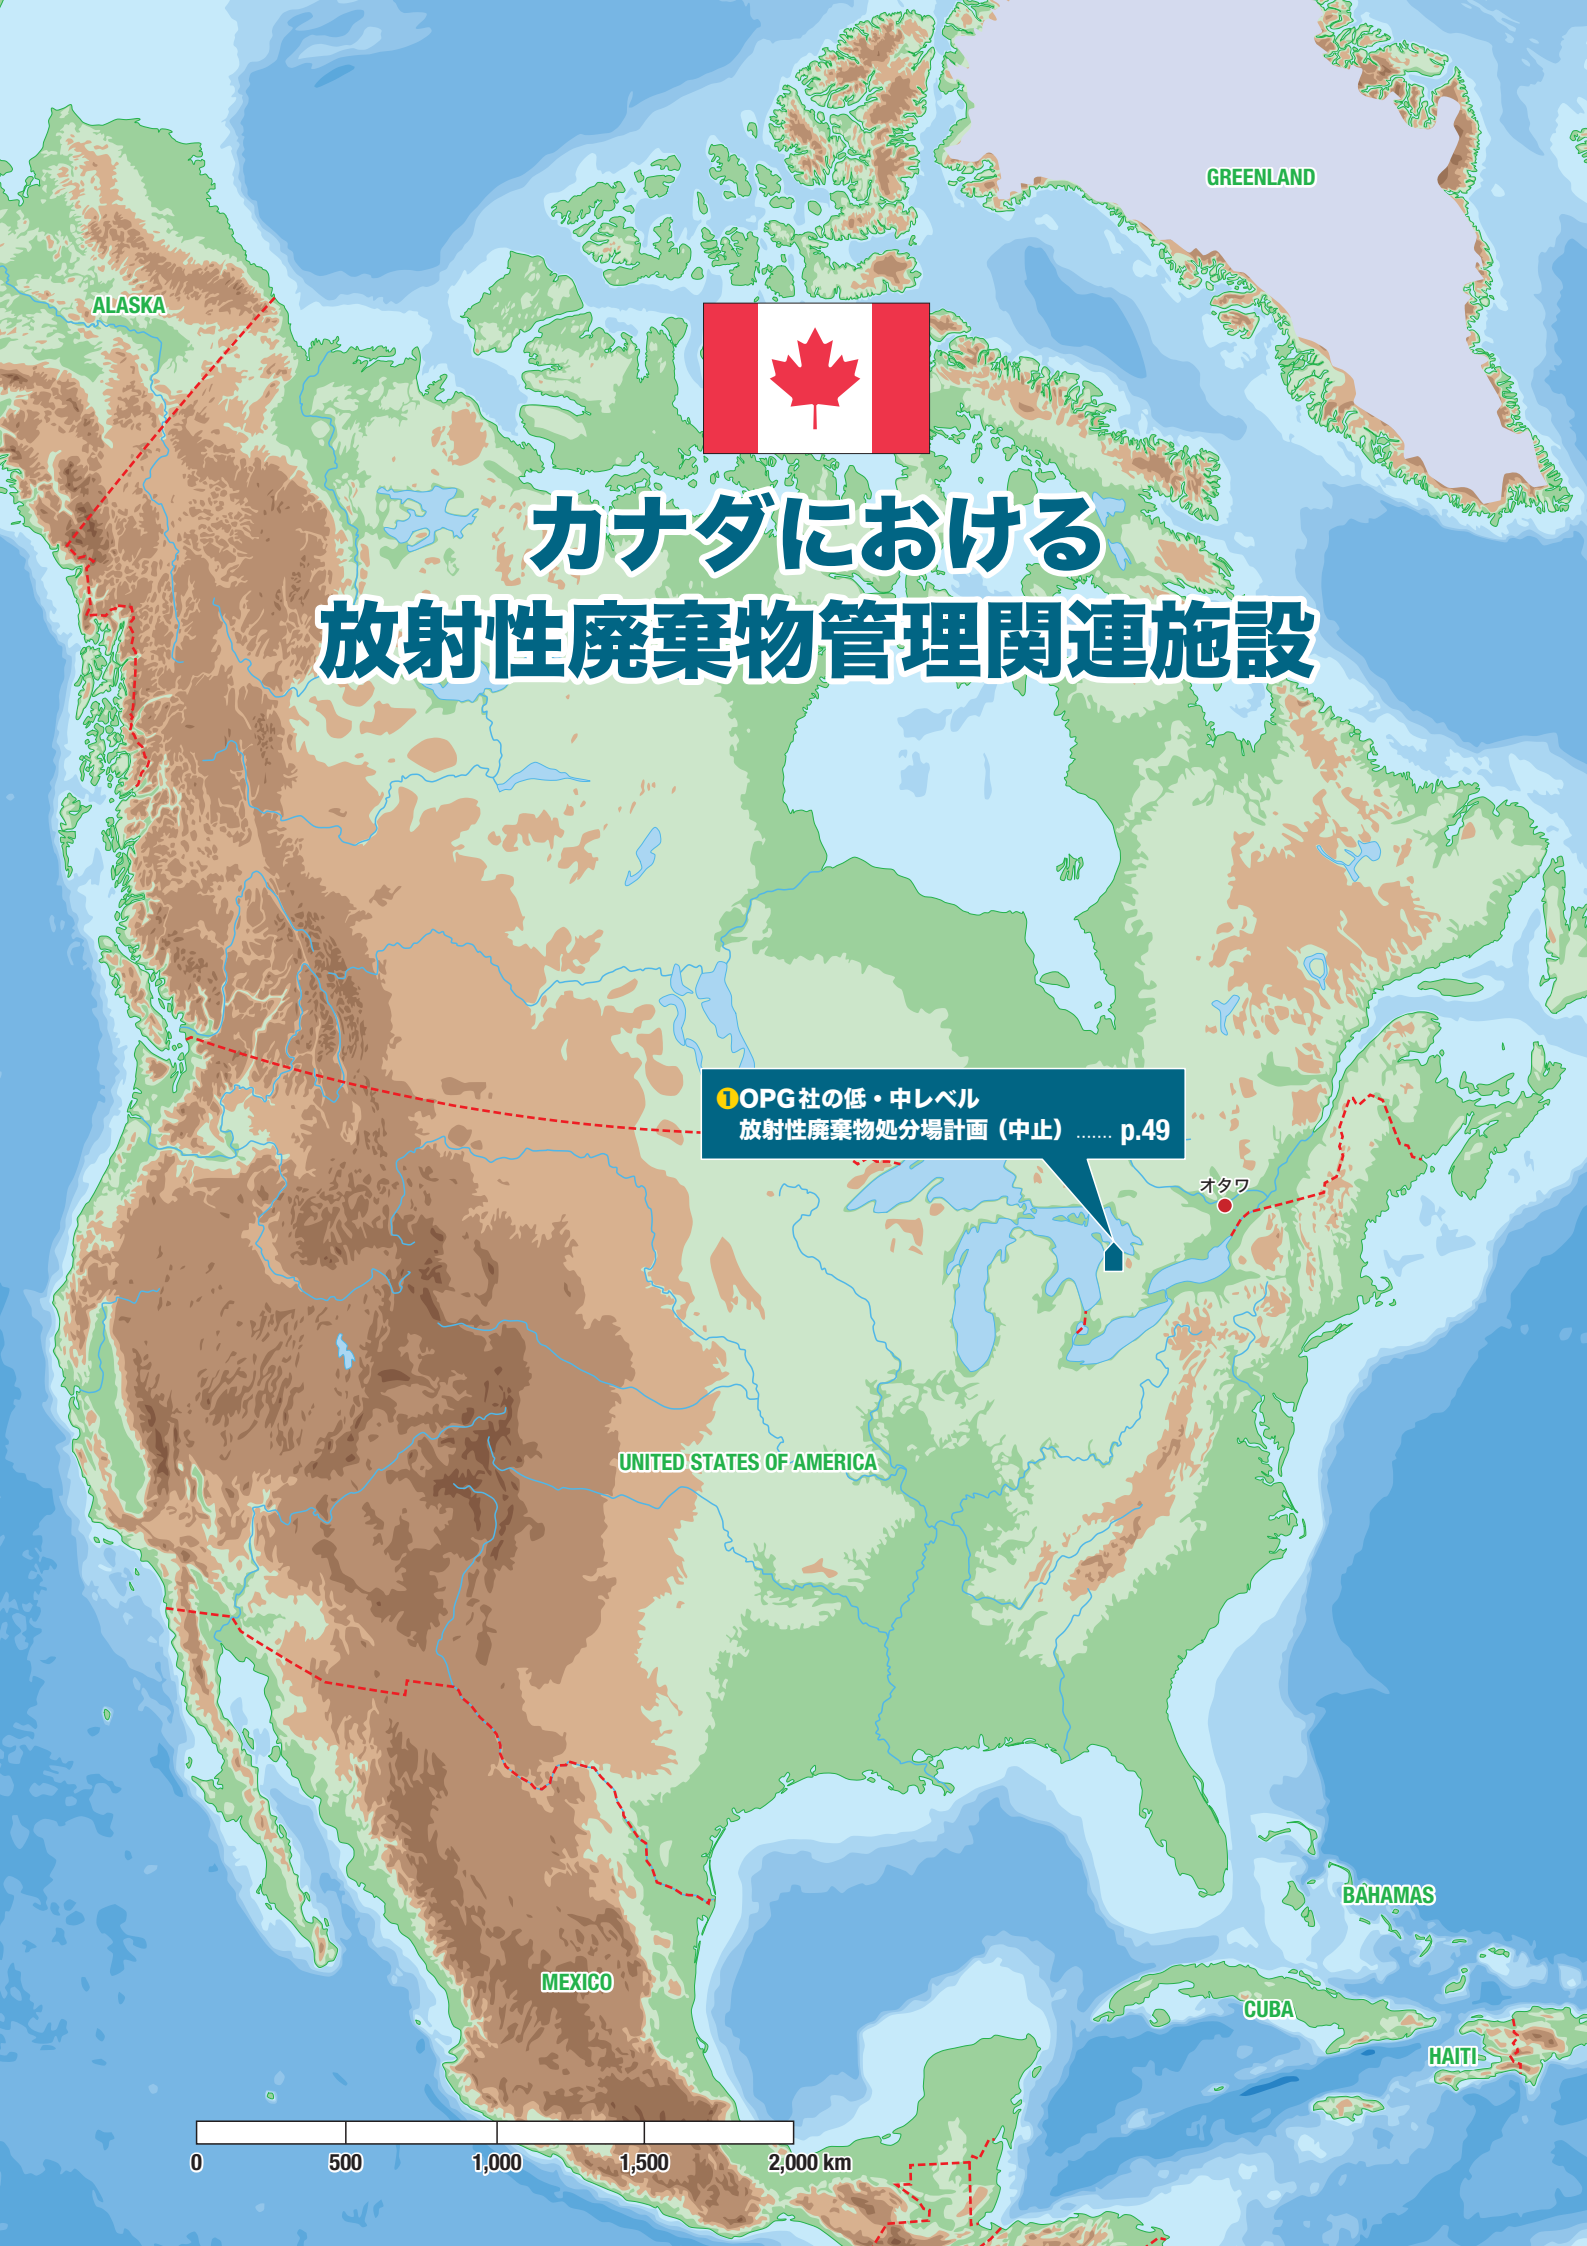 GREENLAND
ALASKA
カナダにおける
放射性廃棄物管理関連施設
❶OPG社の低・中レベル
放射性廃棄物処分場計画（中止）……. p.49
オタワ
UNITED STATES OF AMERICA
BAHAMAS
MEXICO
CUBA
HAITI
0 500 1,000 1,500 2,000 km